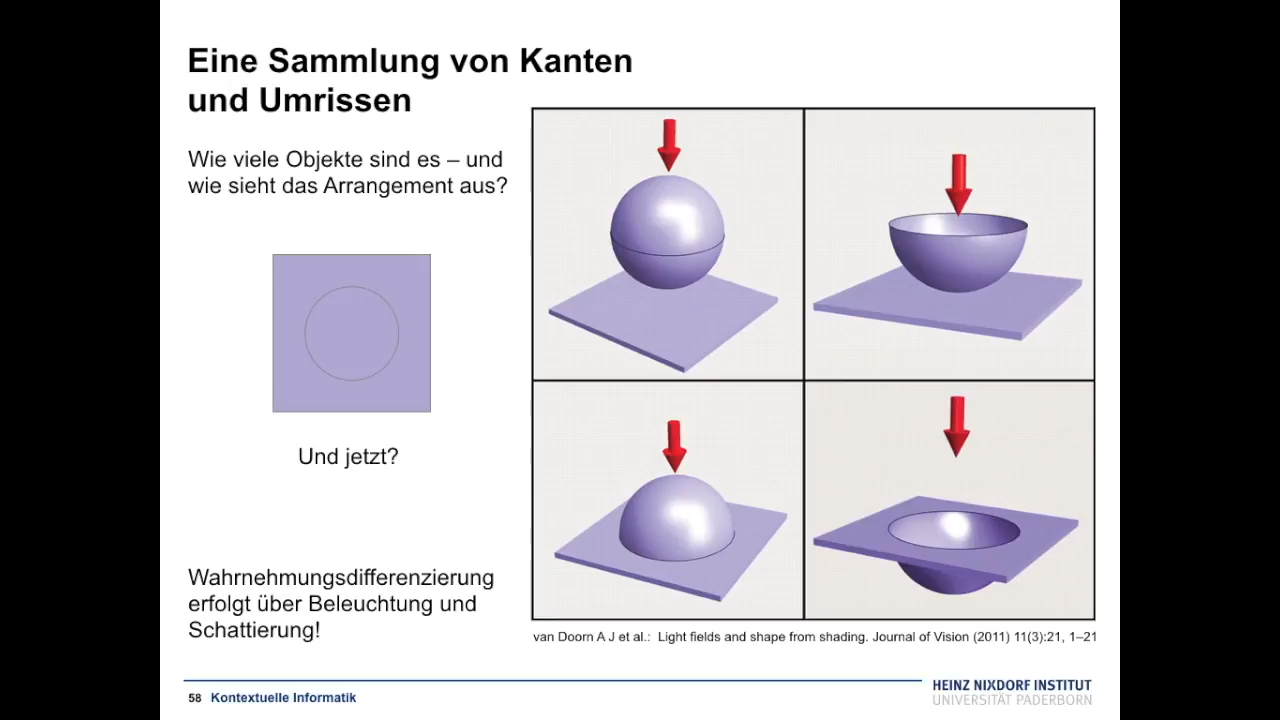 Eine Sammlung von Kanten
und Umrissen
Wie viele Objekte sind es – und
wie sieht das Arrangement aus?
Und jetzt?
Wahrnehmungsdifferenzierung
erfolgt über Beleuchtung und
Schattierung!
van Doorn A J et al.: Light fields and shape from shading. Journal of Vision (2011) 11(3):21, 1–21
58 Kontextuelle Informatik
HEINZ NIXDORF INSTITUT
UNIVERSITÄT PADERBORN